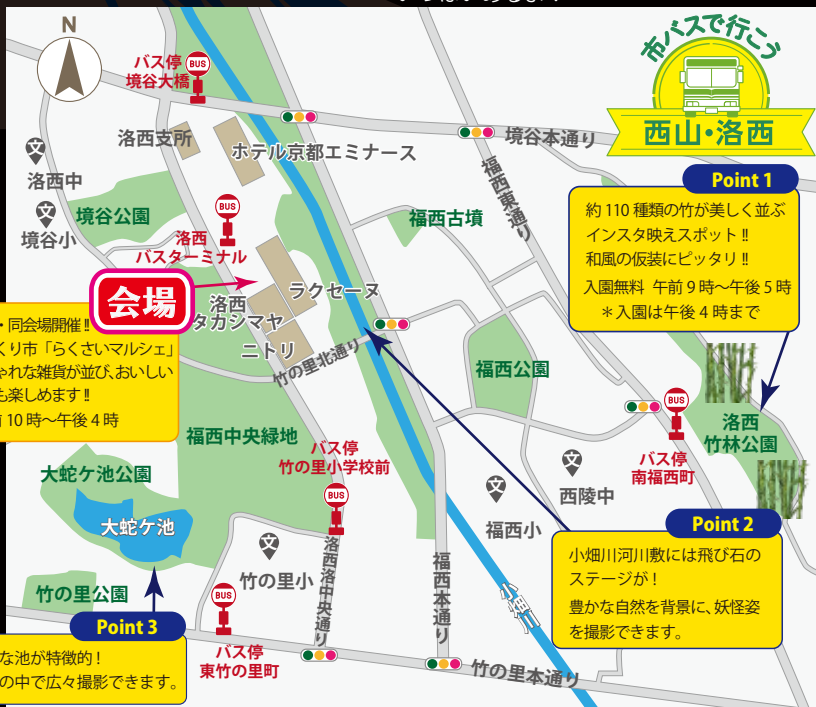 N
市バスで行こう
西山・洛西
バス停
境谷大橋
BUS
洛西支所
ホテル京都エミナース
境谷本通り
福西東通り
文
洛西中
文
境谷小
境谷公園
BUS
洛西
バスターミナル
福西古墳
Point 1
約110種類の竹が美しく並ぶ
インスタ映えスポット!!
和風の仮装にピッタリ!!
入園無料 午前9時〜午後5時
＊入園は午後4時まで
会場
ラクセーヌ
洛西
タカシマヤ
ニトリ
竹の里北通り
・同会場開催!!
くり市「らくさいマルシェ」
ゃれな雑貨が並び、おいしい
も楽しめます!!
前10時〜午後4時
福西公園
BUS
バス停
南福西町
洛西
竹林公園
福西中央緑地
バス停
竹の里小学校前
BUS
大蛇ケ池公園
大蛇ケ池
文
西陵中
文
福西小
Point 2
小畑川河川敷には飛び石の
ステージが！
豊かな自然を背景に、妖怪姿
を撮影できます。
文
竹の里小
洛西洛中央通り
福西本通り
小畑川
竹の里公園
BUS
バス停
東竹の里町
竹の里本通り
Point 3
な池が特徴的！
の中で広々撮影できます。